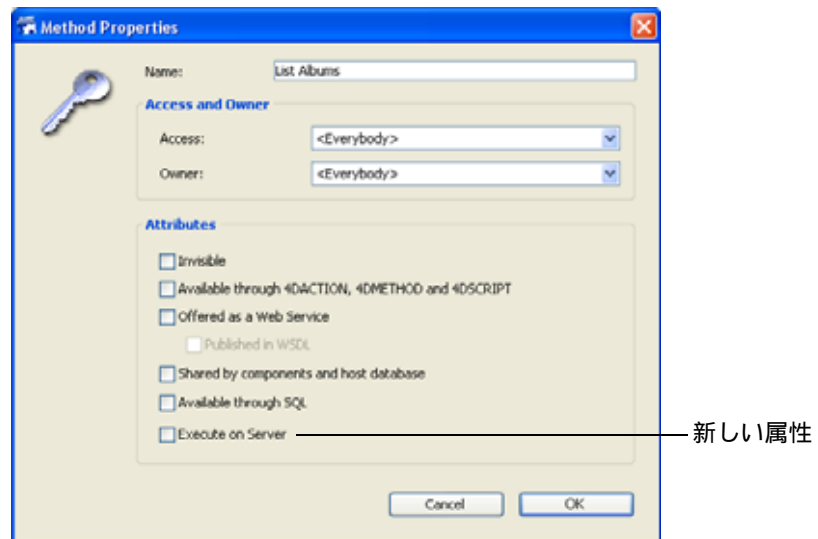 Method Properties
Name: List Albums
Access and Owner
Access: <Everybody>
Owner: <Everybody>
Attributes
Invisible
Available through 4DACTION, 4DMETHOD and 4DSCRIPT
Offered as a Web Service
Published in WSDL
Shared by components and host database
Available through SQL
Execute on Server 新しい属性
Cancel OK